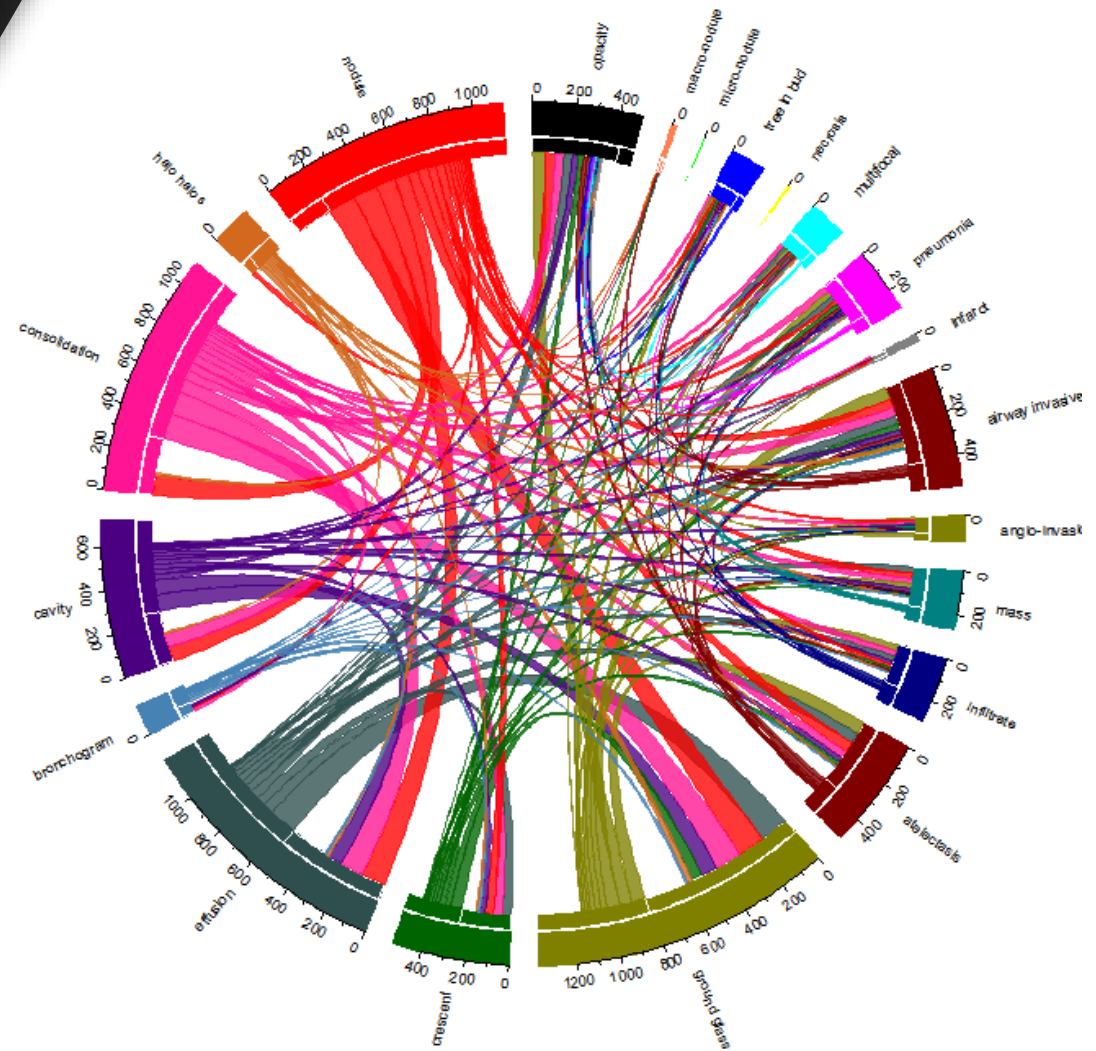 opacity
0 200 400
macro-nodule
0
micro-nodule
0
tree in bud
0
necrosis
0
multifocal
0
pneumonia
0 200
infarct
0
airway invasive
0 200 400
angio-invasi
0
mass
0 200
infiltrate
0 200
atelectasis
0 200 400
ground glass
0 200 400 600 800 1000 1200
crescent
0 200 400
effusion
0 200 400 600 800 1000
bronchogram
0
cavity
0 200 400 600
consolidation
0 200 400 600 800 1000
0
nodule
0 200 400 600 800 1000